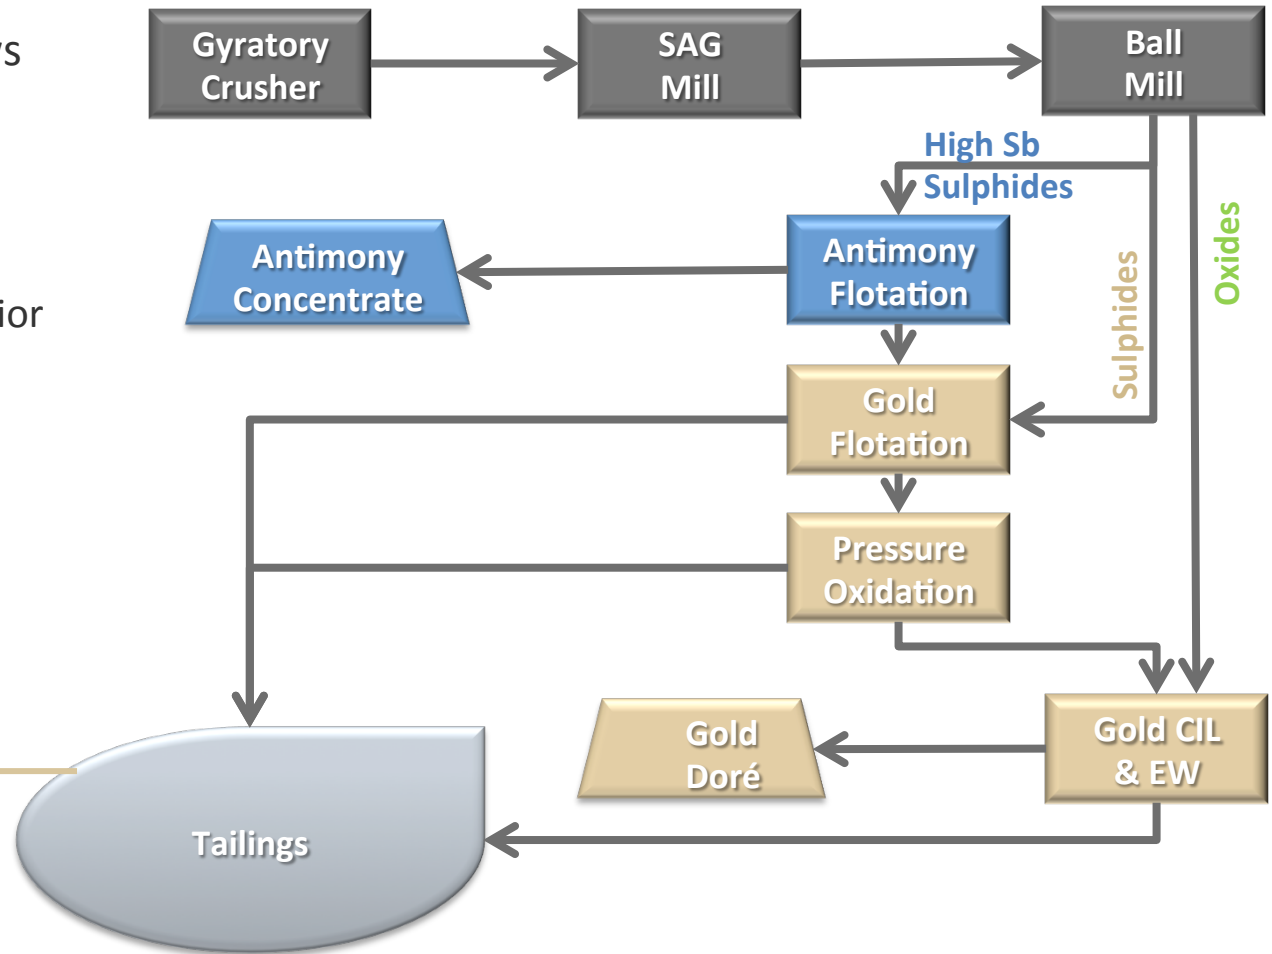 Gyratory
Crusher
SAG
Mill
Ball
Mill
High Sb
Sulphides
Sulphides
Oxides
Antimony
Concentrate
Antimony
Flotation
ior
Gold
Flotation
Pressure
Oxidation
Gold
Doré
Gold CIL
& EW
Tailings